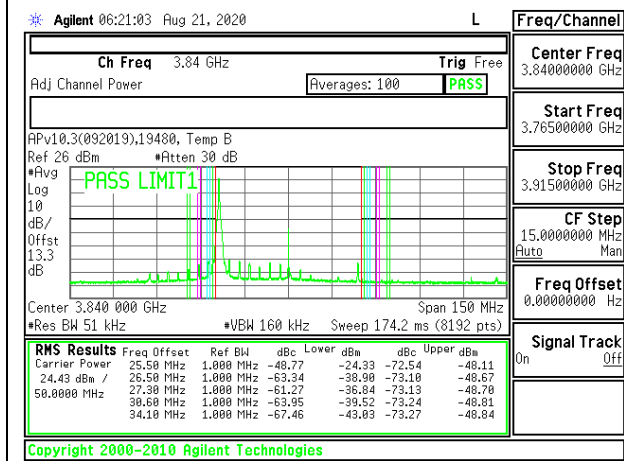 Agilent 06:21:03 Aug 21, 2020 L
Freq/Channel
Ch Freq 3.84 GHz Trig Free
Adj Channel Power Averages: 100 PASS
Center Freq
3.84000000 GHz
Start Freq
3.76500000 GHz
Stop Freq
3.91500000 GHz
CF Step
15.0000000 MHz
Auto Man
Freq Offset
0.00000000 Hz
Signal Track
On Off
APv10.3(092019),19480, Temp B
Ref 26 dBm #Atten 30 dB
#Avg
Log
10
dB/
Offst
13.3
dB
PASS LIMIT1
Center 3.840 000 GHz Span 150 MHz
#Res BW 51 kHz #VBW 160 kHz Sweep 174.2 ms (8192 pts)
RMS Results Freq Offset Ref BW dBc Lower dBm dBc Upper dBm
Carrier Power 25.50 MHz 1.000 MHz -48.77 -24.33 -72.54 -48.11
24.43 dBm / 26.50 MHz 1.000 MHz -63.34 -38.90 -73.10 -48.67
50.0000 MHz 27.30 MHz 1.000 MHz -61.27 -36.84 -73.13 -48.70
30.60 MHz 1.000 MHz -63.95 -39.52 -73.24 -48.81
34.10 MHz 1.000 MHz -67.46 -43.03 -73.27 -48.84
Copyright 2000-2010 Agilent Technologies